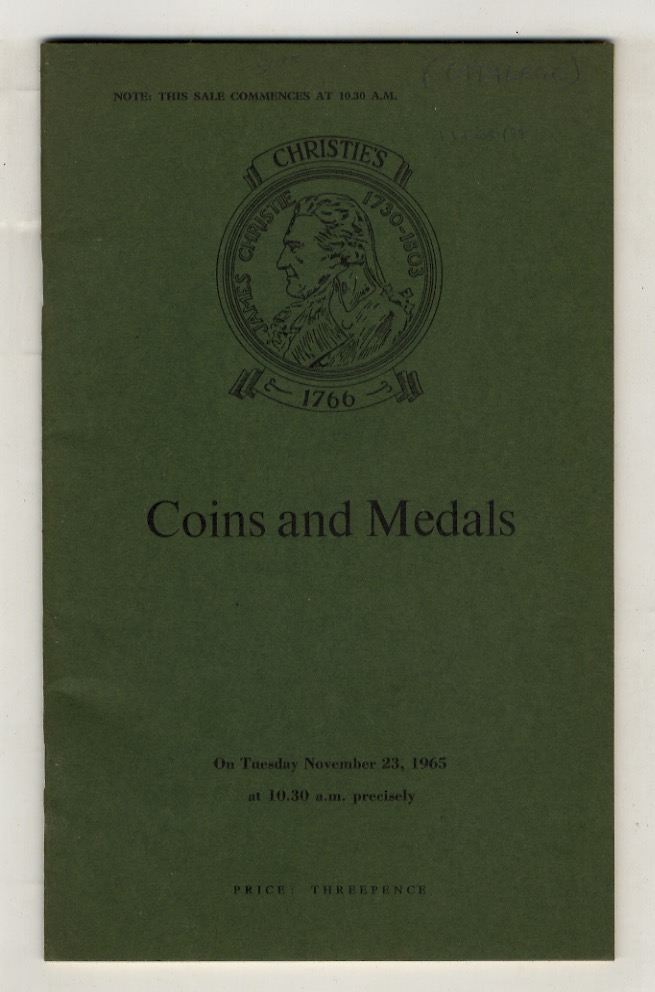 NOTE: THIS SALE COMMENCES AT 10.30 A.M.
CHRISTIE'S
JAMES CHRISTIE 1730-1803
1766
Coins and Medals
On Tuesday November 23, 1965
at 10.30 a.m. precisely
PRICE: THREEPENCE